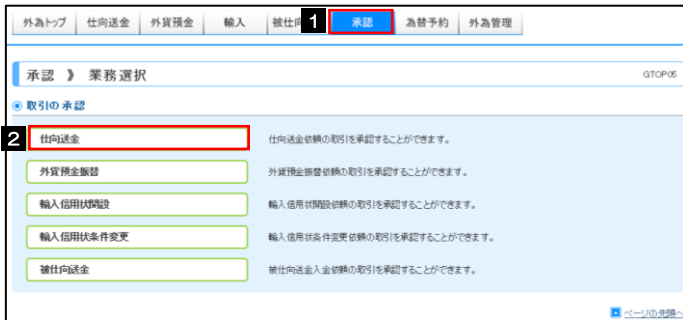 外為トップ 仕向送金 外貨預金 輸入 被仕向 1 承認 為替予約 外為管理
承認 》 業務選択 GTOP05
取引の承認
2 仕向送金 仕向送金依頼の取引を承認することができます。
外貨預金振替 外貨預金振替依頼の取引を承認することができます。
輸入信用状開設 輸入信用状開設依頼の取引を承認することができます。
輸入信用状条件変更 輸入信用状条件変更依頼の取引を承認することができます。
被仕向送金 被仕向送金入金依頼の取引を承認することができます。
ページの先頭へ